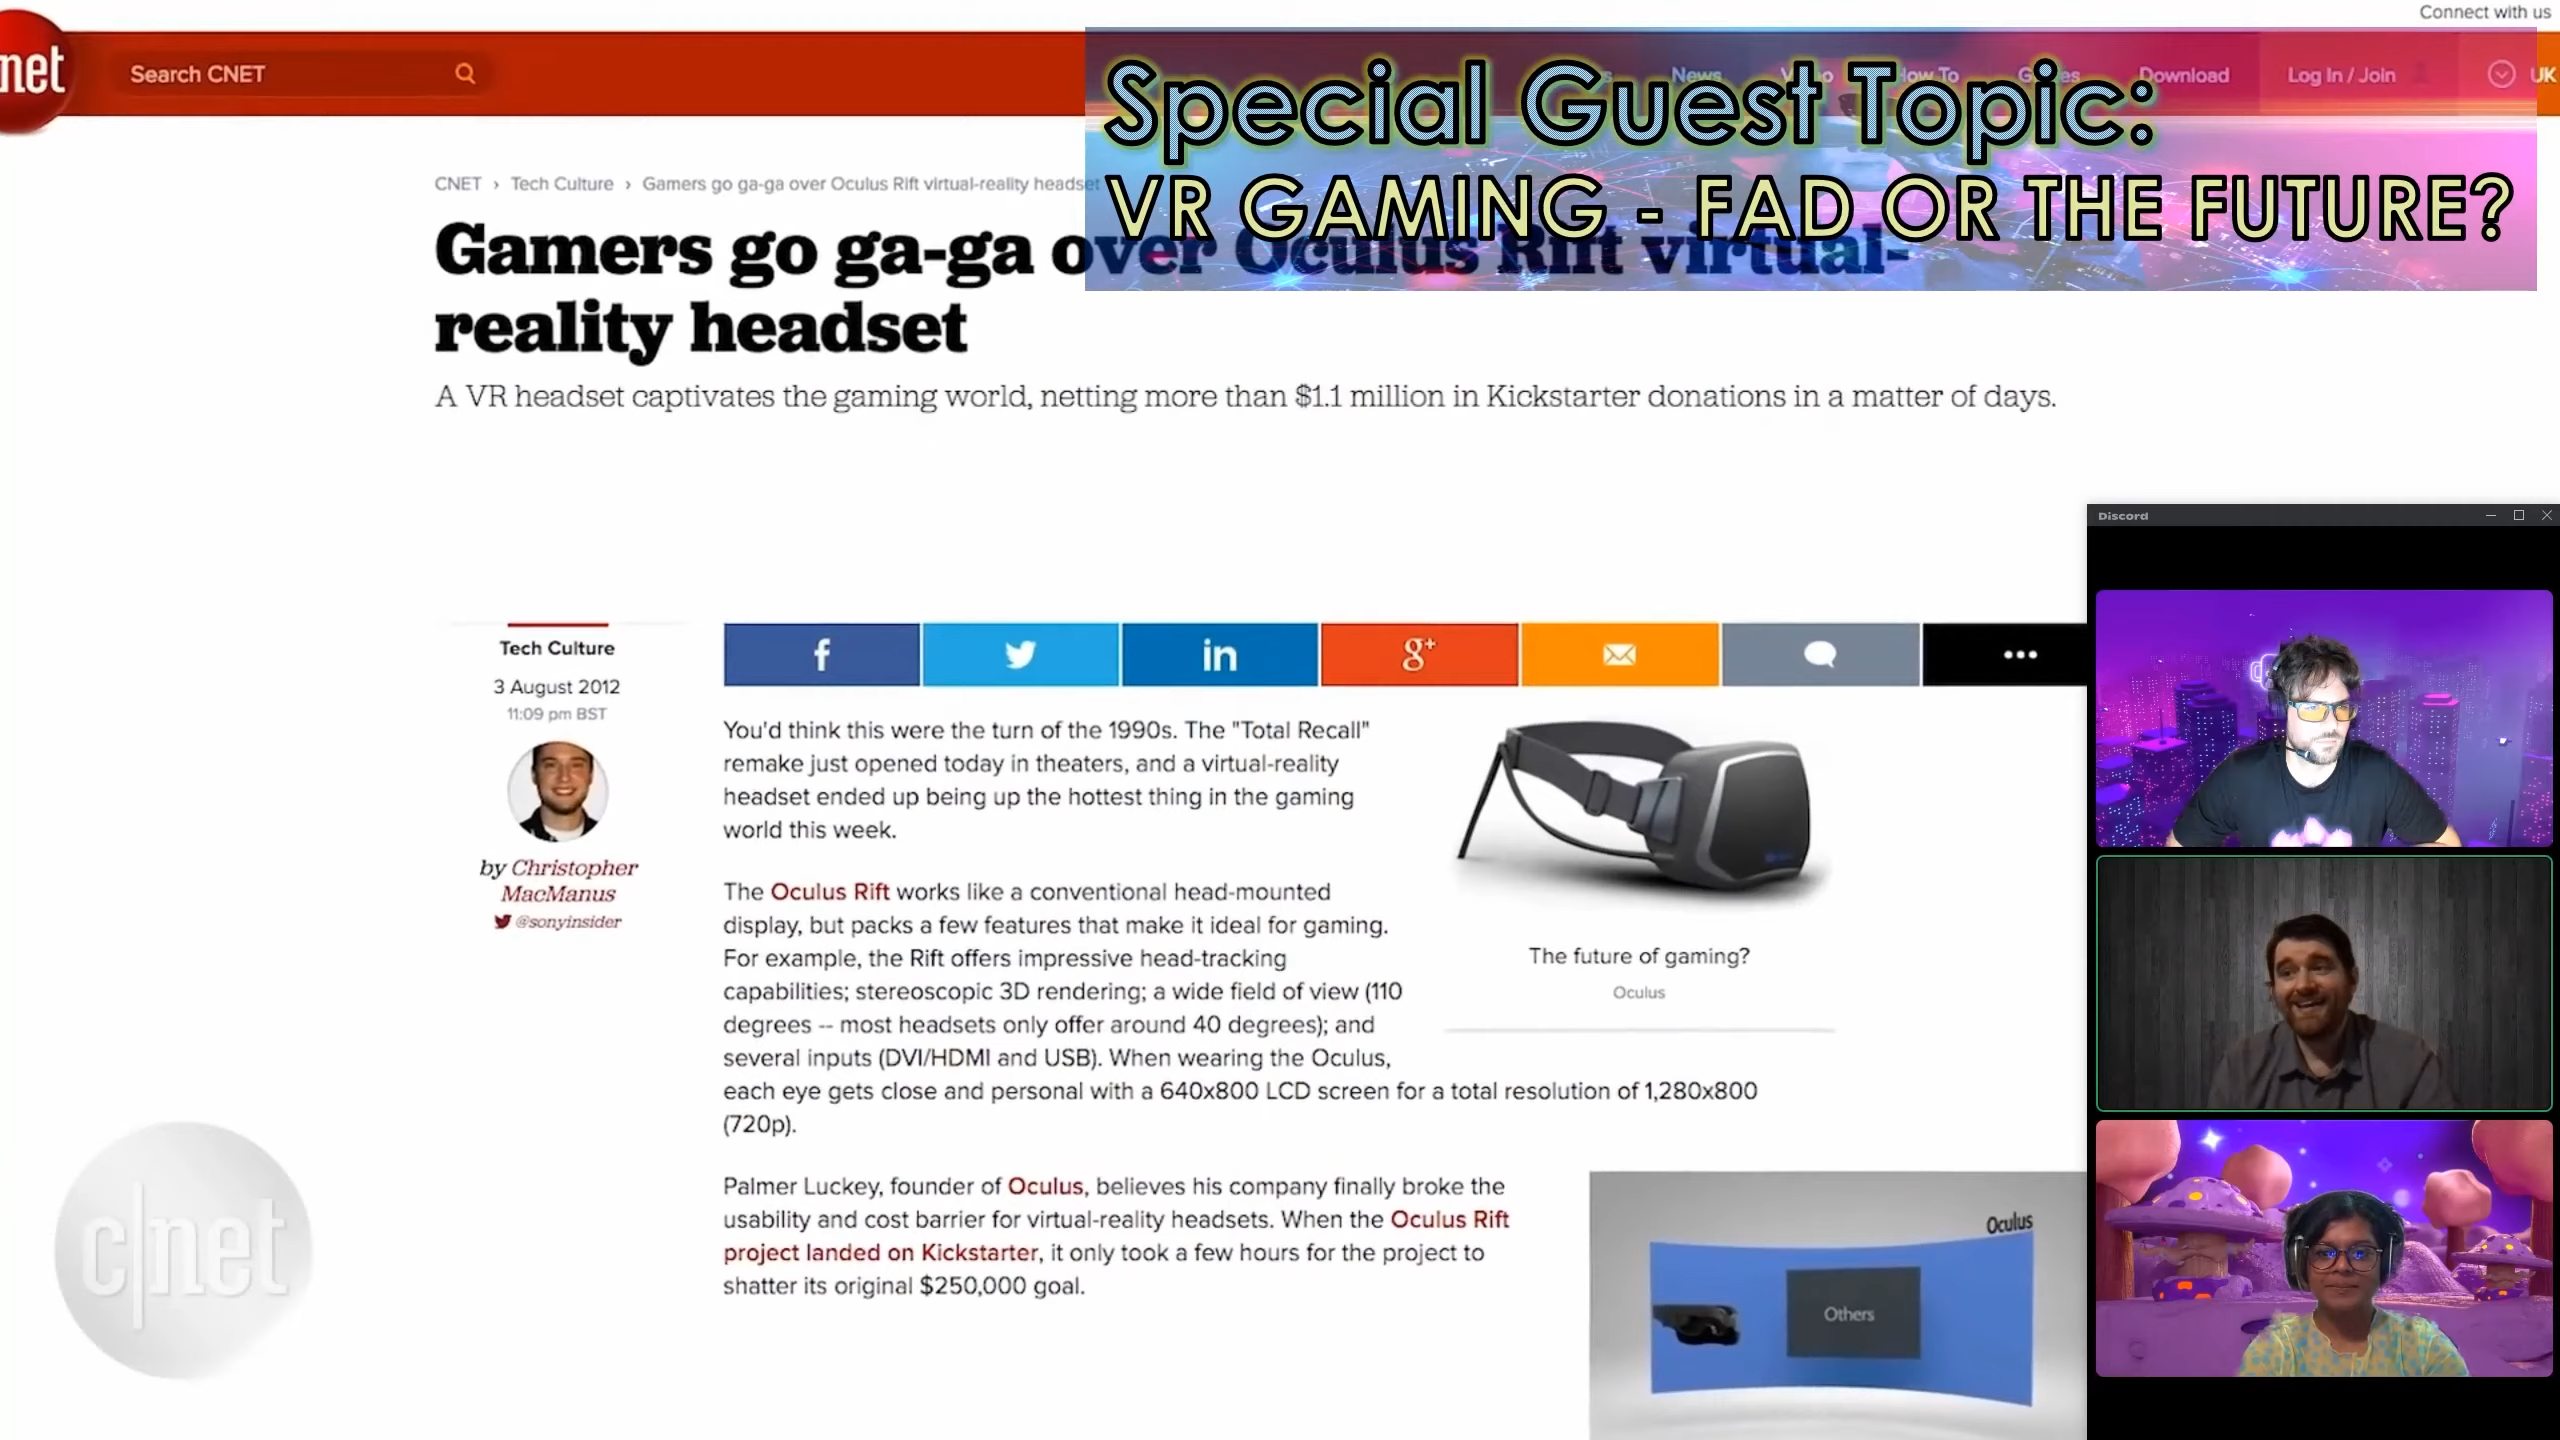 Connect with us
net
Search CNET
News
How To
Download
Log In / Join
UK
Special Guest Topic:
VR GAMING - FAD OR THE FUTURE?
CNET › Tech Culture › Gamers go ga-ga over Oculus Rift virtual-reality headset
Gamers go ga-ga over Oculus Rift virtual-
reality headset
A VR headset captivates the gaming world, netting more than $1.1 million in Kickstarter donations in a matter of days.
Discord
Tech Culture
3 August 2012
11:09 pm BST
by Christopher
MacManus
@sonyinsider
f
in
g+
You'd think this were the turn of the 1990s. The "Total Recall"
remake just opened today in theaters, and a virtual-reality
headset ended up being up the hottest thing in the gaming
world this week.
The Oculus Rift works like a conventional head-mounted
display, but packs a few features that make it ideal for gaming.
For example, the Rift offers impressive head-tracking
capabilities; stereoscopic 3D rendering; a wide field of view (110
degrees -- most headsets only offer around 40 degrees); and
several inputs (DVI/HDMI and USB). When wearing the Oculus,
each eye gets close and personal with a 640x800 LCD screen for a total resolution of 1,280x800
(720p).
The future of gaming?
Oculus
Palmer Luckey, founder of Oculus, believes his company finally broke the
usability and cost barrier for virtual-reality headsets. When the Oculus Rift
project landed on Kickstarter, it only took a few hours for the project to
shatter its original $250,000 goal.
Oculus
Others
c|net